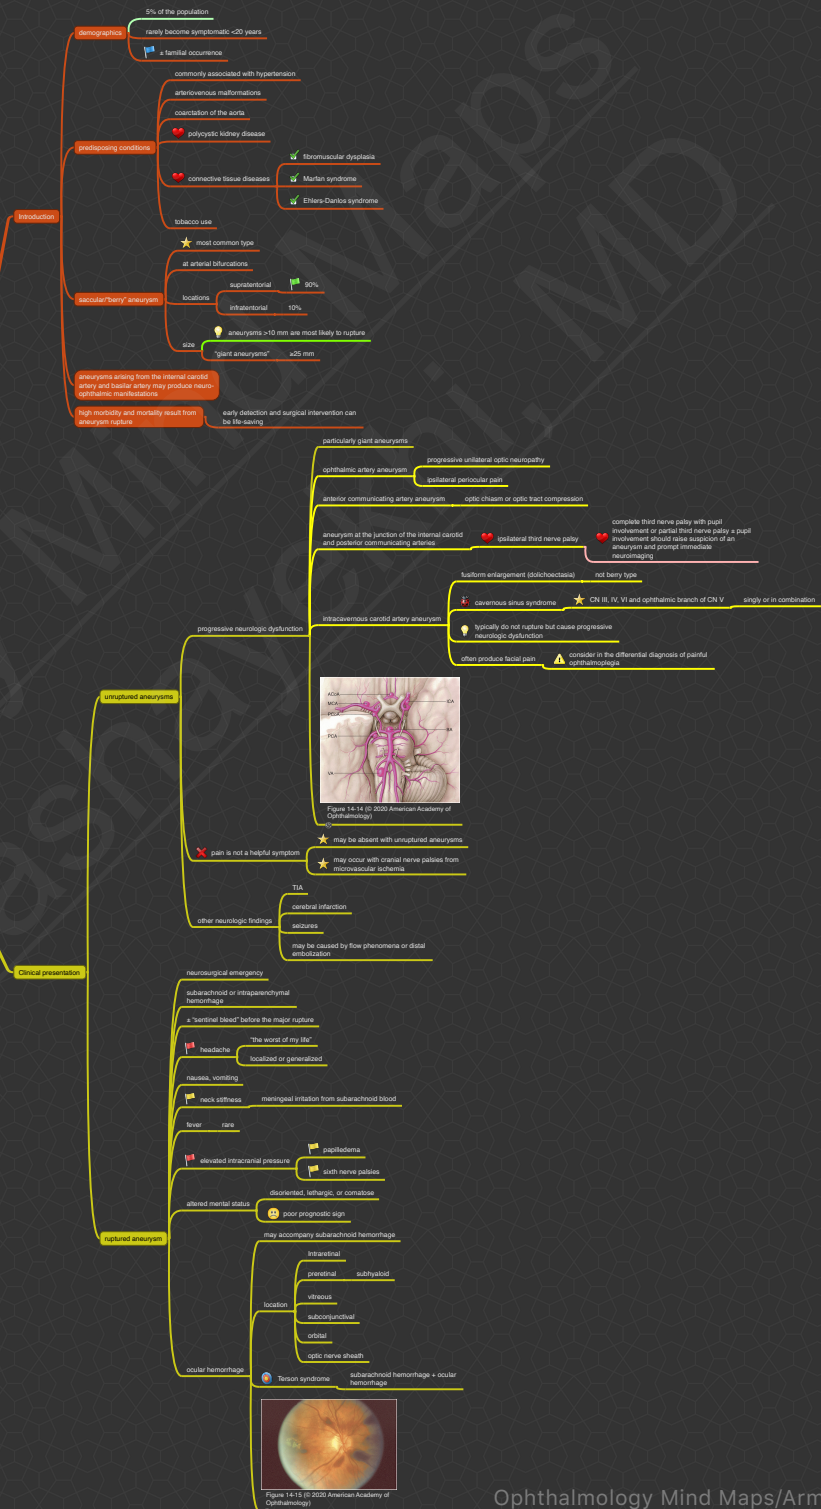 5% of the population
demographics
rarely become symptomatic <20 years
± familial occurrence
commonly associated with hypertension
arteriovenous malformations
coarctation of the aorta
polycystic kidney disease
predisposing conditions
fibromuscular dysplasia
connective tissue diseases
Marfan syndrome
Ehlers-Danlos syndrome
tobacco use
Introduction
most common type
at arterial bifurcations
supratentorial
90%
saccular/"berry" aneurysm
locations
infratentorial
10%
aneurysms >10 mm are most likely to rupture
size
"giant aneurysms"
≥25 mm
aneurysms arising from the internal carotid
artery and basilar artery may produce neuro-
ophthalmic manifestations
high morbidity and mortality result from
aneurysm rupture
early detection and surgical intervention can
be life-saving
particularly giant aneurysms
progressive unilateral optic neuropathy
ophthalmic artery aneurysm
ipsilateral periocular pain
anterior communicating artery aneurysm
optic chiasm or optic tract compression
aneurysm at the junction of the internal carotid
and posterior communicating arteries
ipsilateral third nerve palsy
complete third nerve palsy with pupil
involvement or partial third nerve palsy ± pupil
involvement should raise suspicion of an
aneurysm and prompt immediate
neuroimaging
fusiform enlargement (dolichoectasia)
not berry type
cavernous sinus syndrome
CN III, IV, VI and ophthalmic branch of CN V
singly or in combination
intracavernous carotid artery aneurysm
typically do not rupture but cause progressive
neurologic dysfunction
often produce facial pain
consider in the differential diagnosis of painful
ophthalmoplegia
progressive neurologic dysfunction
unruptured aneurysms
ACoA
MCA
ICA
PCoA
BA
PCA
VA
Figure 14-14 (© 2020 American Academy of
Ophthalmology)
pain is not a helpful symptom
may be absent with unruptured aneurysms
may occur with cranial nerve palsies from
microvascular ischemia
TIA
cerebral infarction
other neurologic findings
seizures
may be caused by flow phenomena or distal
embolization
Clinical presentation
neurosurgical emergency
subarachnoid or intraparenchymal
hemorrhage
± "sentinel bleed" before the major rupture
"the worst of my life"
headache
localized or generalized
nausea, vomiting
neck stiffness
meningeal irritation from subarachnoid blood
fever
rare
papilledema
elevated intracranial pressure
sixth nerve palsies
disoriented, lethargic, or comatose
altered mental status
poor prognostic sign
ruptured aneurysm
may accompany subarachnoid hemorrhage
Intraretinal
preretinal
subhyaloid
location
vitreous
subconjunctival
orbital
optic nerve sheath
ocular hemorrhage
Terson syndrome
subarachnoid hemorrhage + ocular
hemorrhage
Figure 14-15 (© 2020 American Academy of
Ophthalmology)
Ophthalmology Mind Maps/Arm